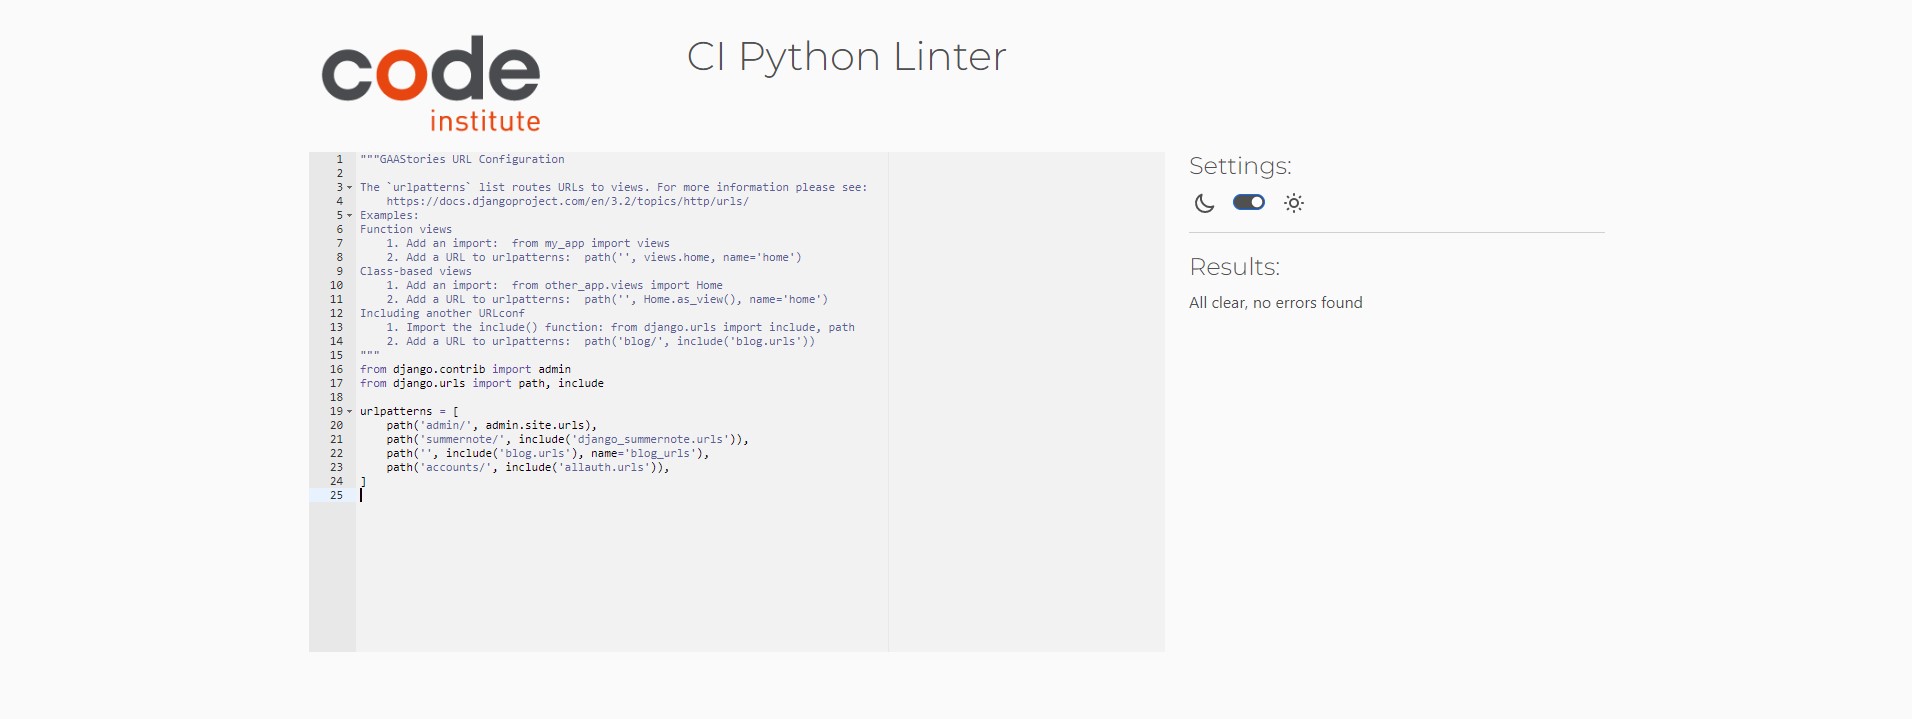 code
institute
CI Python Linter
1 """GAAStories URL Configuration
2
3 The `urlpatterns` list routes URLs to views. For more information please see:
4     https://docs.djangoproject.com/en/3.2/topics/http/urls/
5 Examples:
6 Function views
7     1. Add an import:  from my_app import views
8     2. Add a URL to urlpatterns:  path('', views.home, name='home')
9 Class-based views
10     1. Add an import:  from other_app.views import Home
11     2. Add a URL to urlpatterns:  path('', Home.as_view(), name='home')
12 Including another URLconf
13     1. Import the include() function: from django.urls import include, path
14     2. Add a URL to urlpatterns:  path('blog/', include('blog.urls'))
15 """
16 from django.contrib import admin
17 from django.urls import path, include
18
19 urlpatterns = [
20     path('admin/', admin.site.urls),
21     path('summernote/', include('django_summernote.urls')),
22     path('', include('blog.urls'), name='blog_urls'),
23     path('accounts/', include('allauth.urls')),
24 ]
25
Settings:
Results:
All clear, no errors found